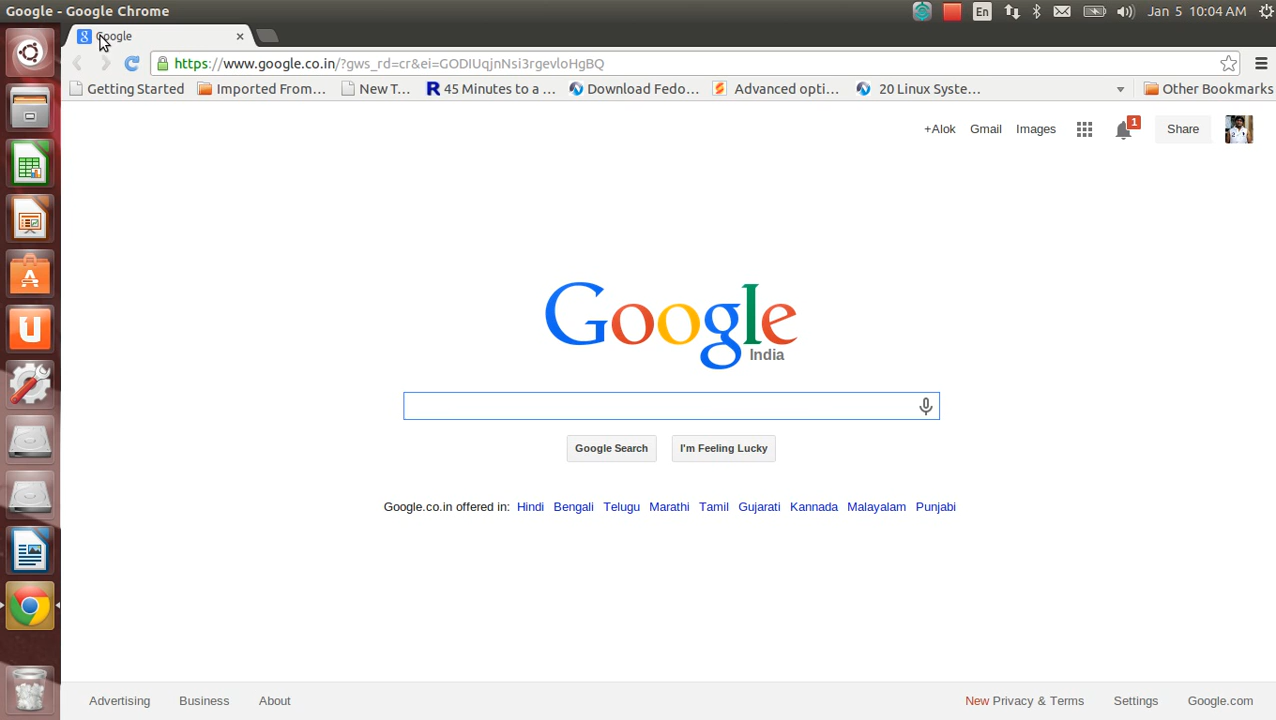 Google - Google Chrome
En
Jan 5 10:04 AM
Google
https://www.google.co.in/?gws_rd=cr&ei=GODIUqjnNsi3rgevloHgBQ
Getting Started Imported From... New T... 45 Minutes to a ... Download Fedo... Advanced opti... 20 Linux Syste... Other Bookmarks
+Alok Gmail Images 1 Share
Google
India
Google Search I'm Feeling Lucky
Google.co.in offered in: Hindi Bengali Telugu Marathi Tamil Gujarati Kannada Malayalam Punjabi
Advertising Business About New Privacy & Terms Settings Google.com